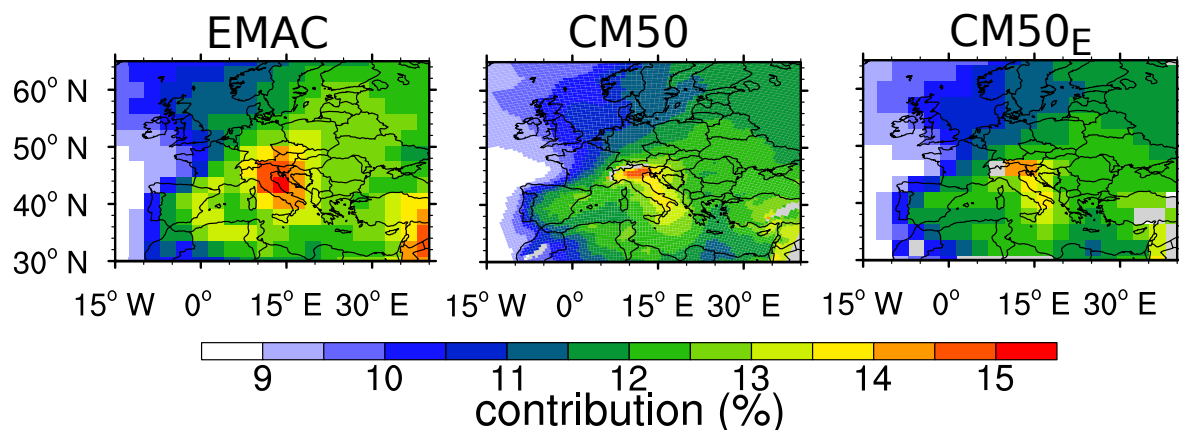 EMAC CM50 CM50E
60° N
50° N
40° N
30° N
15° W 0° 15° E 30° E 15° W 0° 15° E 30° E 15° W 0° 15° E 30° E
9 10 11 12 13 14 15
contribution (%)